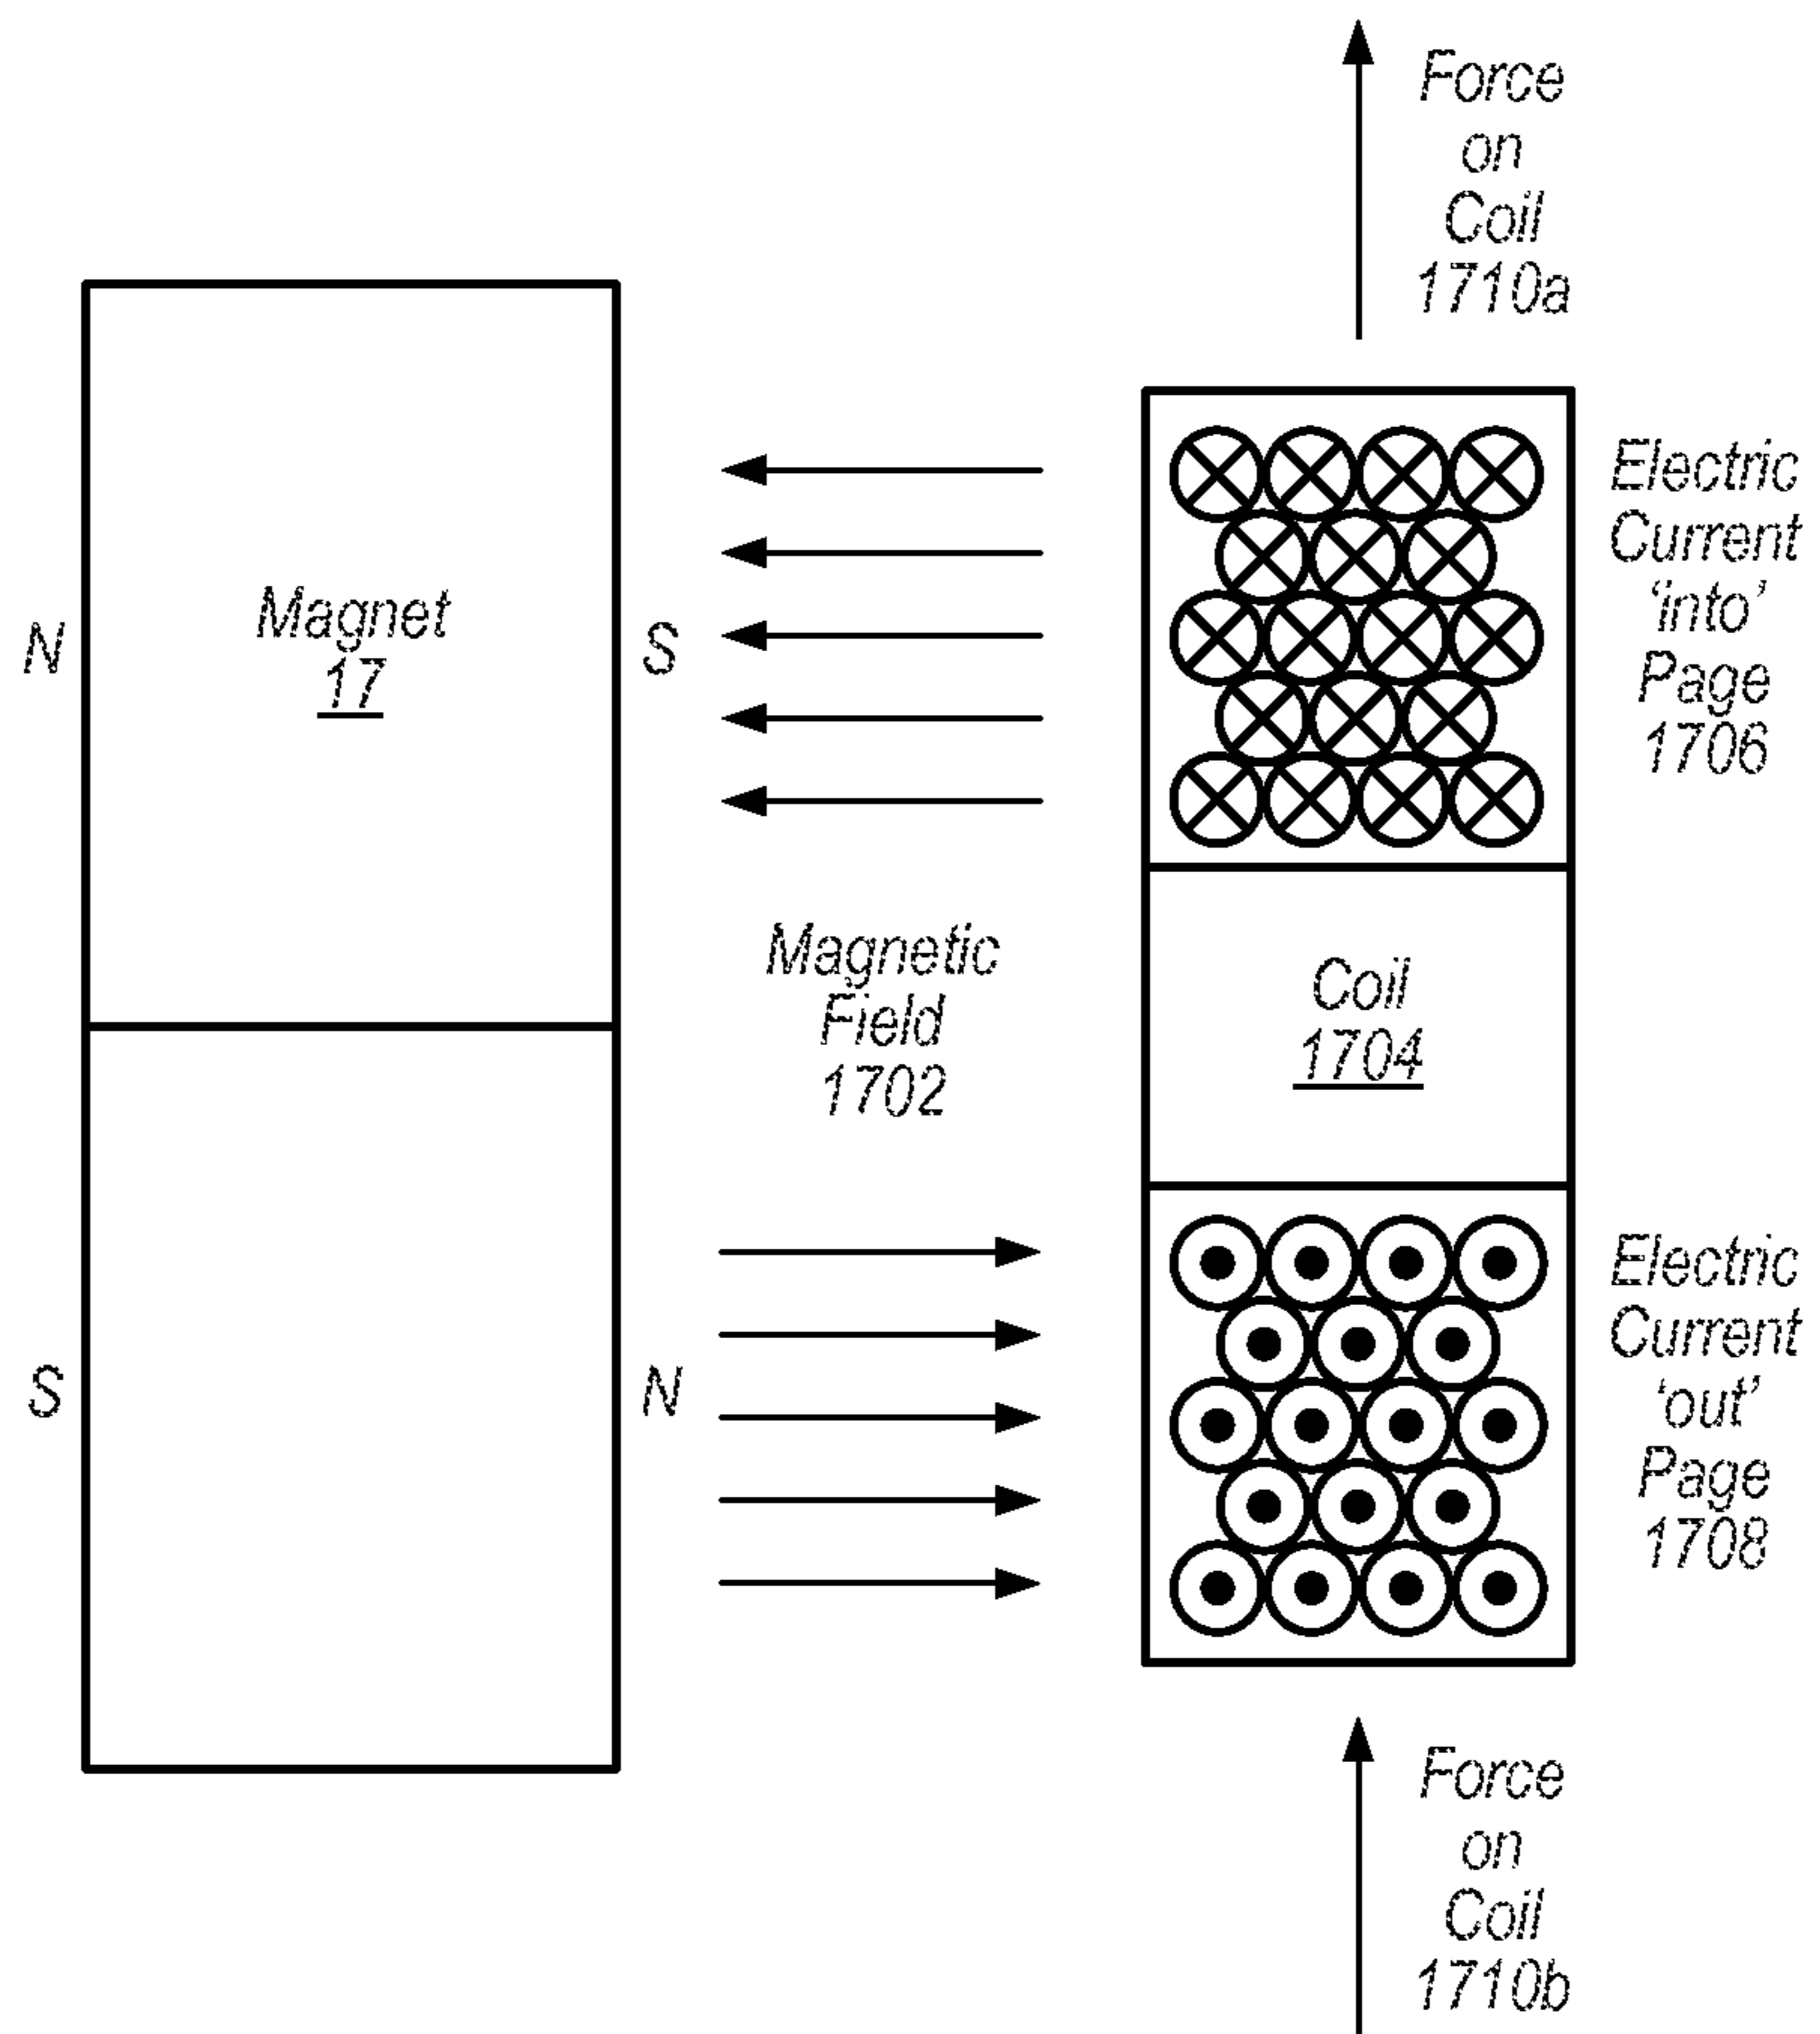 Force
on
Coil
1710a
Electric
Current
'into'
Page
1706
N
Magnet
17
S
Magnetic
Field
1702
Coil
1704
Electric
Current
'out'
Page
1708
S
N
Force
on
Coil
1710b